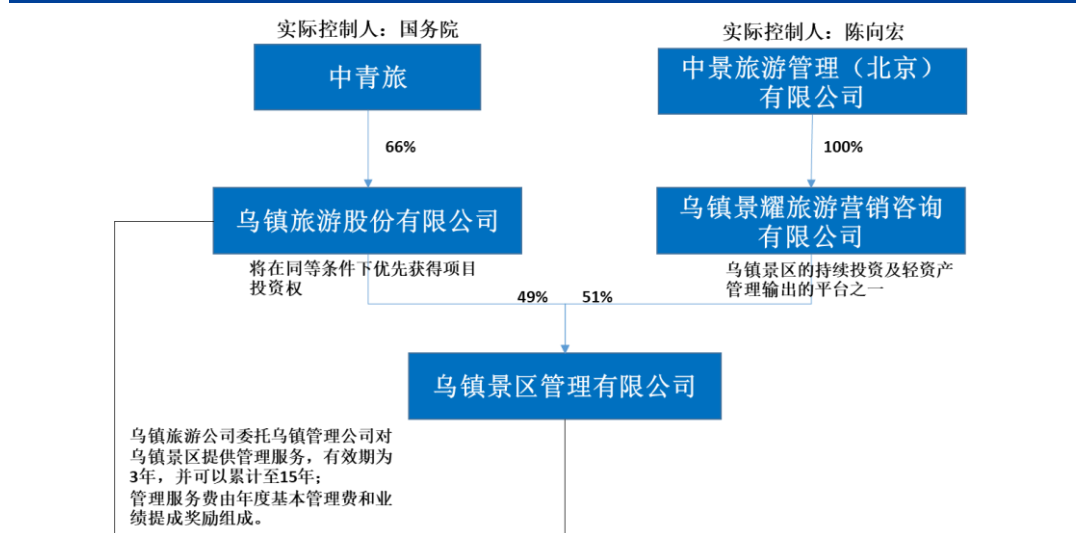 实际控制人：国务院
实际控制人：陈向宏
中青旅
中景旅游管理（北京）
有限公司
66%
100%
乌镇旅游股份有限公司
乌镇景耀旅游营销咨询
有限公司
将在同等条件下优先获得项目
投资权
乌镇景区的持续投资及轻资产
管理输出的平台之一
49%
51%
乌镇景区管理有限公司
乌镇旅游公司委托乌镇管理公司对
乌镇景区提供管理服务，有效期为
3年，并可以累计至15年；
管理服务费由年度基本管理费和业
绩提成奖励组成。